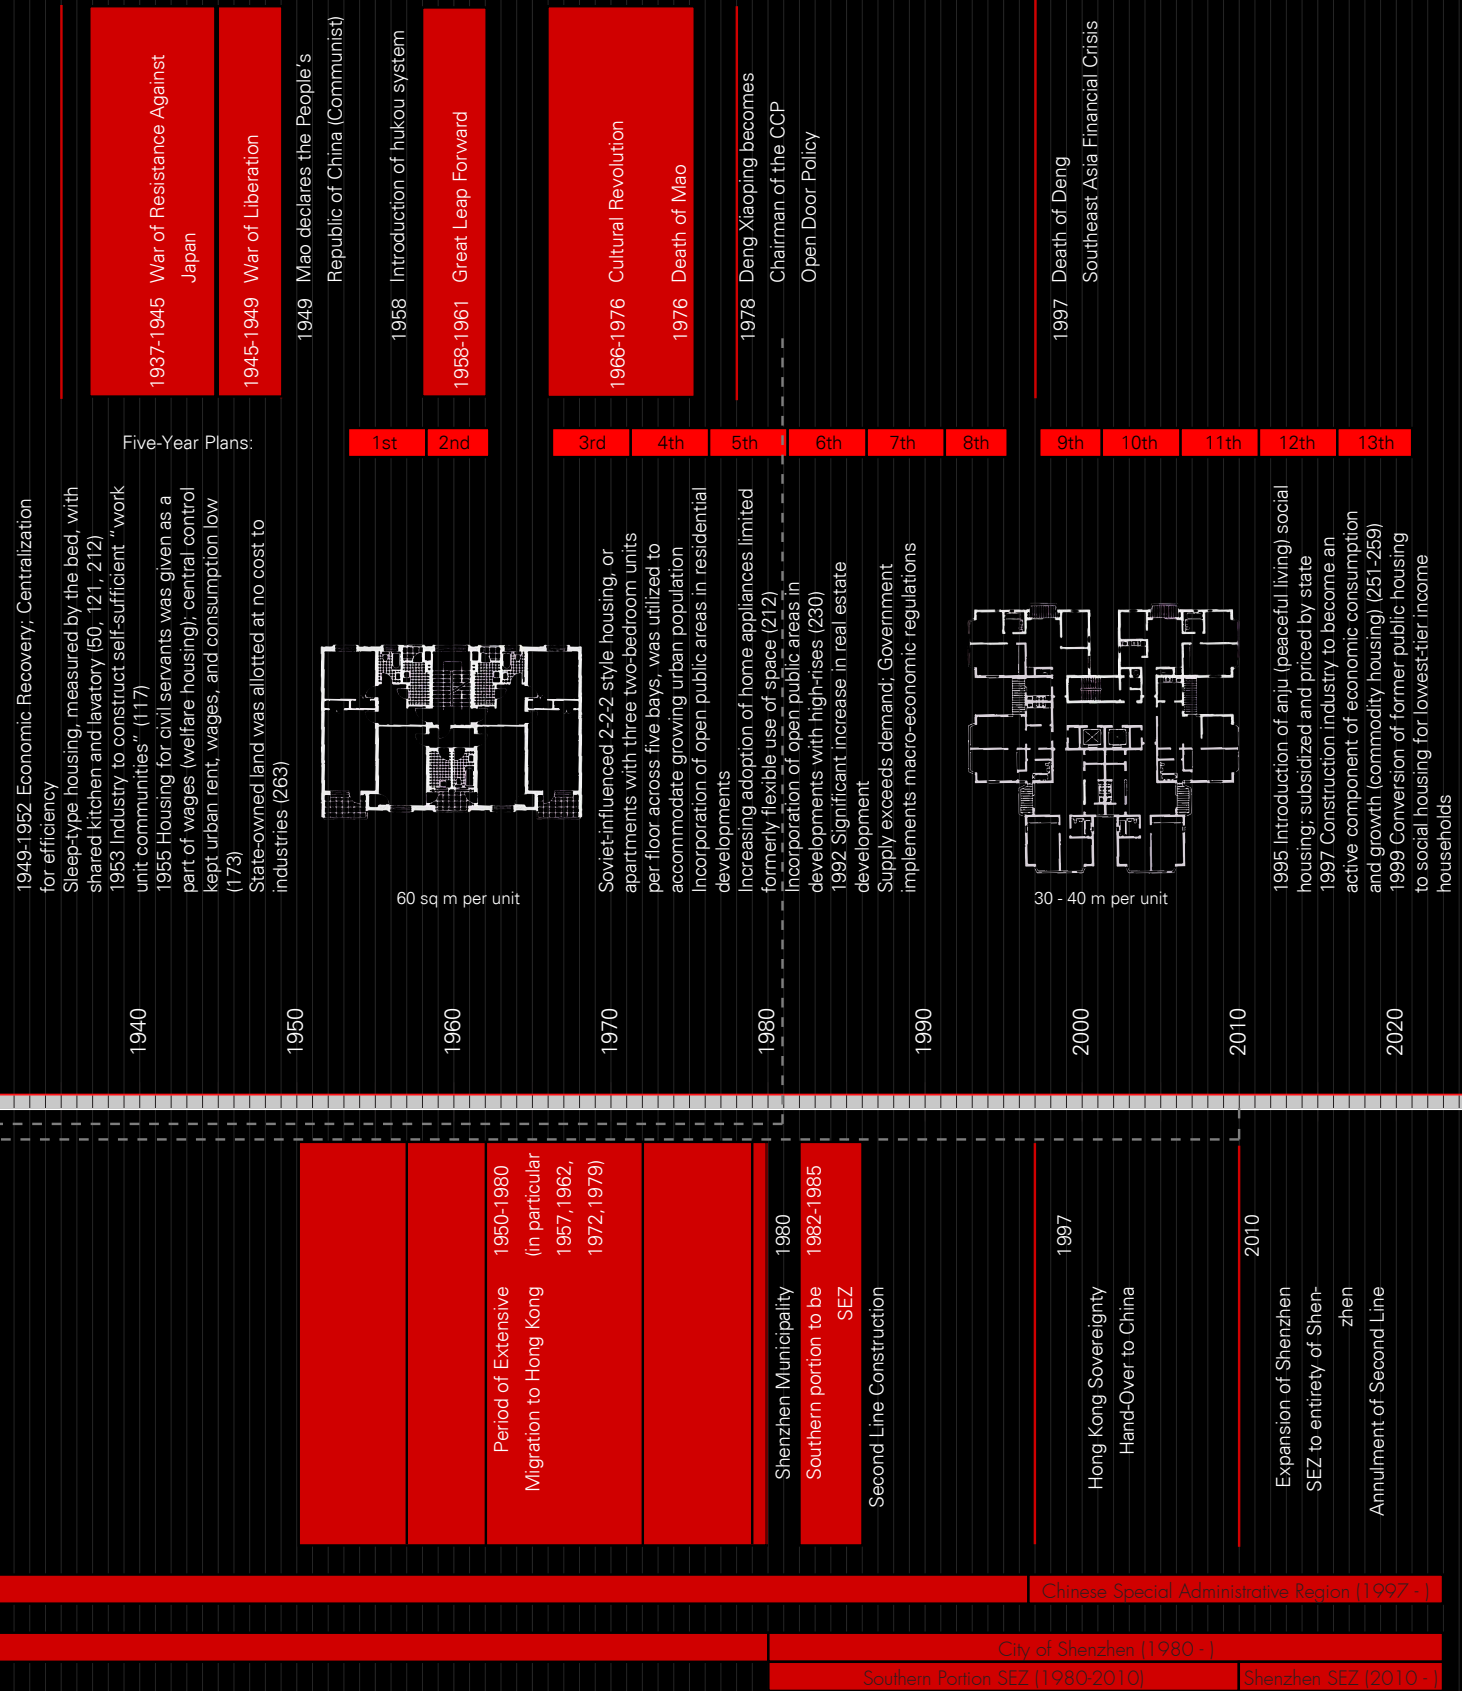 1937-1945 War of Resistance Against
Japan
1945-1949 War of Liberation
1949 Mao declares the People's
Republic of China (Communist)
1958 Introduction of hukou system
1958-1961 Great Leap Forward
1966-1976 Cultural Revolution
1976 Death of Mao
1978 Deng Xiaoping becomes
Chairman of the CCP
Open Door Policy
1997 Death of Deng
Southeast Asia Financial Crisis
Five-Year Plans:
1st
2nd
3rd
4th
5th
6th
7th
8th
9th
10th
11th
12th
13th
1949-1952 Economic Recovery; Centralization
for efficiency
Sleep-type housing, measured by the bed, with
shared kitchen and lavatory (50, 121, 212)
1953 Industry to construct self-sufficient “work
unit communities” (117)
1955 Housing for civil servants was given as a
part of wages (welfare housing); central control
kept urban rent, wages, and consumption low
(173)
State-owned land was allotted at no cost to
industries (263)
60 sq m per unit
Soviet-influenced 2-2-2 style housing, or
apartments with three two-bedroom units
per floor across five bays, was utilized to
accommodate growing urban population
Incorporation of open public areas in residential
developments
Increasing adoption of home appliances limited
formerly flexible use of space (212)
Incorporation of open public areas in
developments with high-rises (230)
1992 Significant increase in real estate
development
Supply exceeds demand; Government
implements macro-economic regulations
30 - 40 m per unit
1995 Introduction of anju (peaceful living) social
housing; subsidized and priced by state
1997 Construction industry to become an
active component of economic consumption
and growth (commodity housing) (251-259)
1999 Conversion of former public housing
to social housing for lowest-tier income
households
1940
1950
1960
1970
1980
1990
2000
2010
2020
Period of Extensive 1950-1980
Migration to Hong Kong (in particular
1957,1962,
1972,1979)
Shenzhen Municipality 1980
Southern portion to be 1982-1985
SEZ
Second Line Construction
1997
Hong Kong Sovereignty
Hand-Over to China
2010
Expansion of Shenzhen
SEZ to entirety of Shen-
zhen
Annulment of Second Line
Chinese Special Administrative Region (1997 - )
City of Shenzhen (1980 - )
Southern Portion SEZ (1980-2010)
Shenzhen SEZ (2010 - )